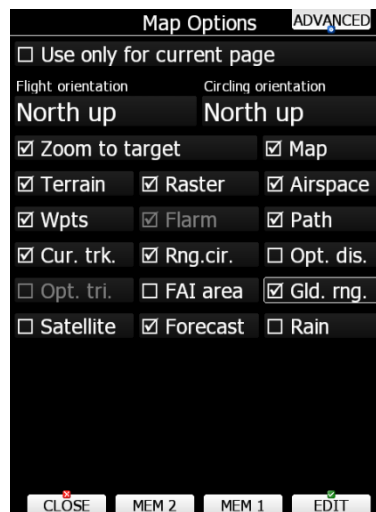 Map Options ADVANCED
Use only for current page
Flight orientation Circling orientation
North up North up
Zoom to target Map
Terrain Raster Airspace
Wpts Flarm Path
Cur. trk. Rng.cir. Opt. dis.
Opt. tri. FAI area Gld. rng.
Satellite Forecast Rain
CLOSE MEM 2 MEM 1 EDIT